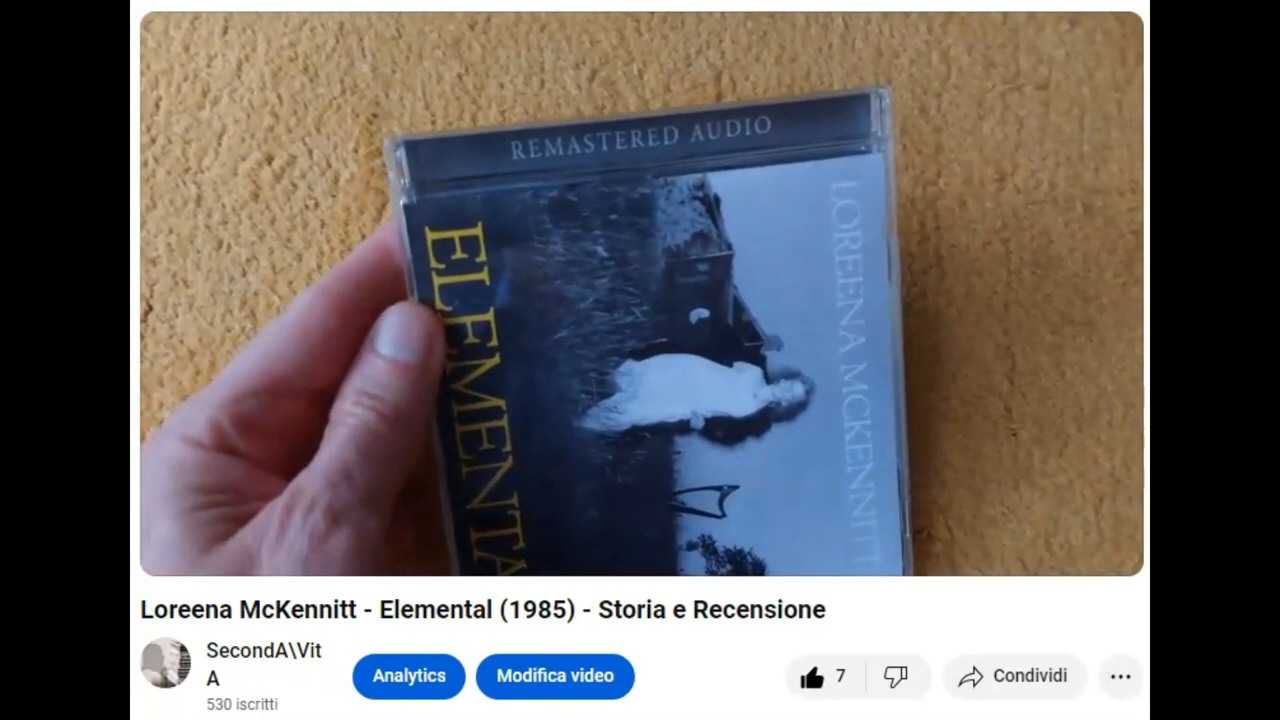 REMASTERED AUDIO
LOREENA MCKENNITT
ELEMENTA
Loreena McKennitt - Elemental (1985) - Storia e Recensione
SecondA\Vit
A
530 iscritti
Analytics
Modifica video
7
Condividi